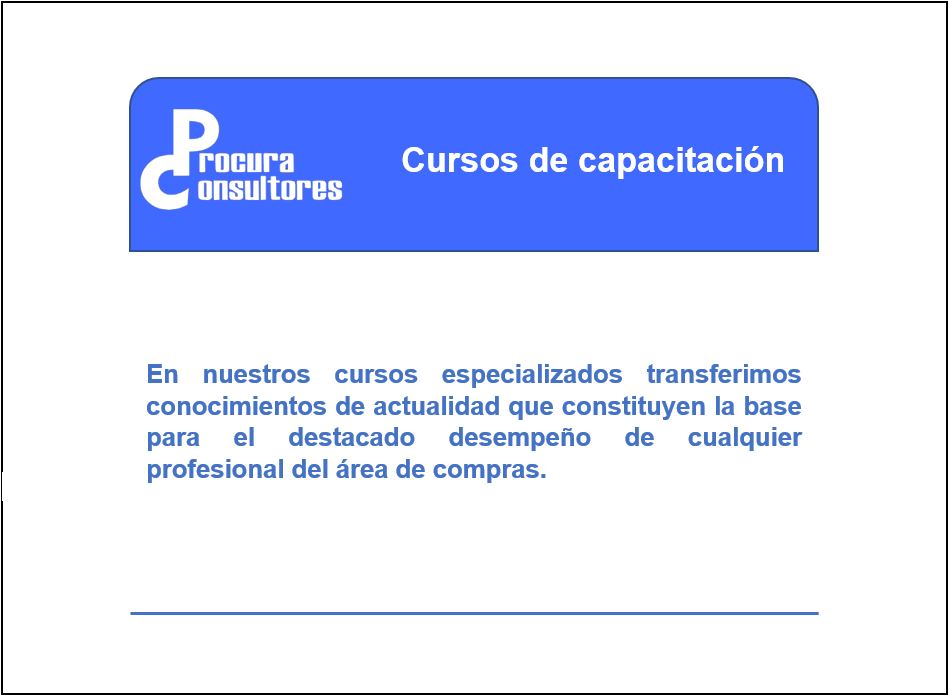 Procura
Consultores
Cursos de capacitación
En nuestros cursos especializados transferimos
conocimientos de actualidad que constituyen la base
para el destacado desempeño de cualquier
profesional del área de compras.